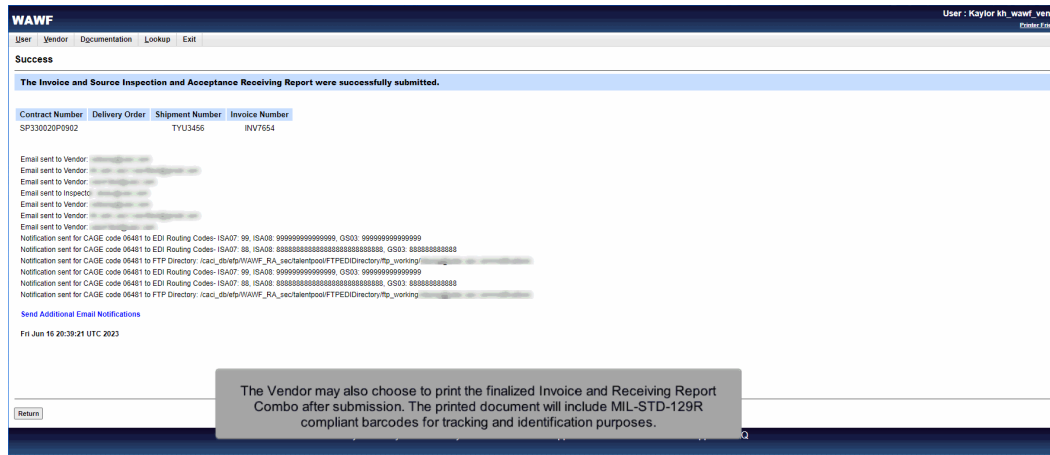 WAWF
User : Kaylor kh_wawf_ven
Printer Frie
User Vendor Documentation Lookup Exit
Success
The Invoice and Source Inspection and Acceptance Receiving Report were successfully submitted.
Contract Number Delivery Order Shipment Number Invoice Number
SP330020P0902 TYU3456 INV7654
Email sent to Vendor:
Email sent to Vendor:
Email sent to Vendor:
Email sent to Inspecto
Email sent to Vendor:
Email sent to Vendor:
Email sent to Vendor:
Notification sent for CAGE code 06481 to EDI Routing Codes- ISA07: 99, ISA08: 999999999999999, GS03: 999999999999999
Notification sent for CAGE code 06481 to EDI Routing Codes- ISA07: 88, ISA08: 8888888888888888888888888888, GS03: 888888888888
Notification sent for CAGE code 06481 to FTP Directory: /caci_db/efp/WAWF_RA_sec/talentpool/FTPEDIDirectory/ftp_working/
Notification sent for CAGE code 06481 to EDI Routing Codes- ISA07: 99, ISA08: 999999999999999, GS03: 999999999999999
Notification sent for CAGE code 06481 to EDI Routing Codes- ISA07: 88, ISA08: 8888888888888888888888888888, GS03: 888888888888
Notification sent for CAGE code 06481 to FTP Directory: /caci_db/efp/WAWF_RA_sec/talentpool/FTPEDIDirectory/ftp_working
Send Additional Email Notifications
Fri Jun 16 20:39:21 UTC 2023
The Vendor may also choose to print the finalized Invoice and Receiving Report
Combo after submission. The printed document will include MIL-STD-129R
compliant barcodes for tracking and identification purposes.
Return